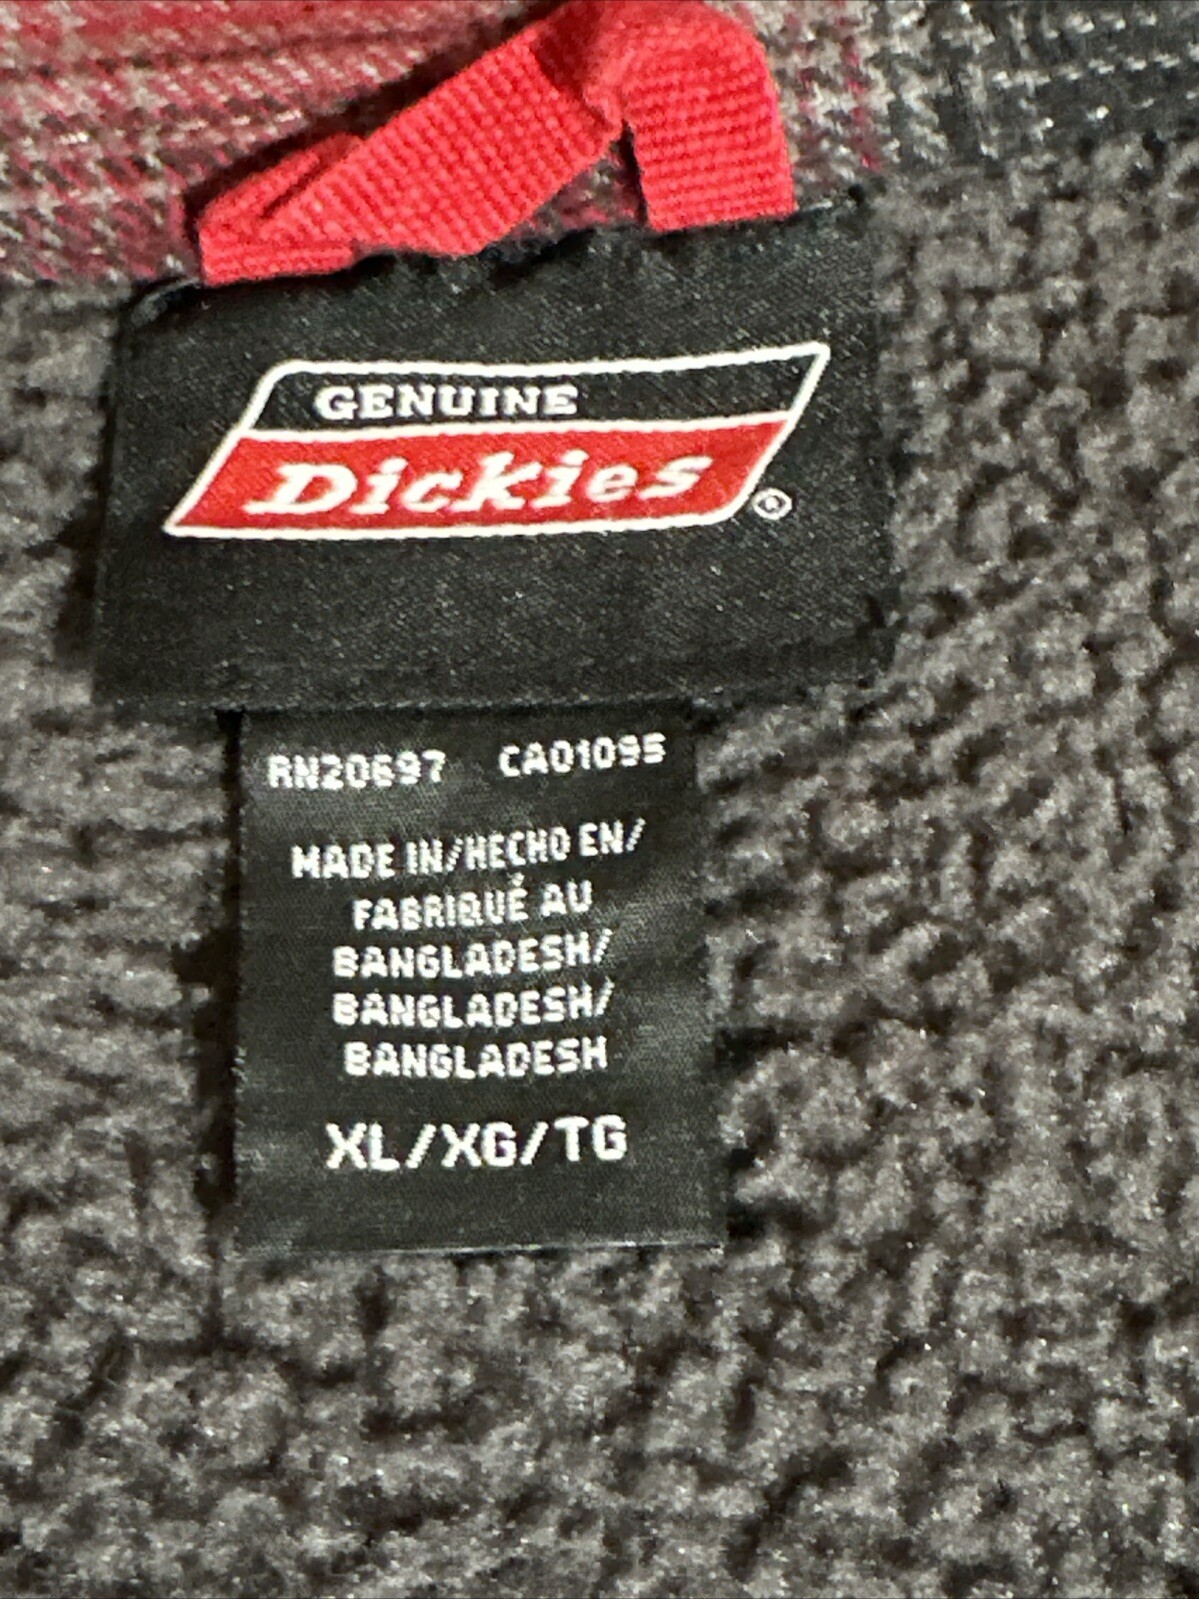 GENUINE
Dickies®
RN20697 CA01095
MADE IN/HECHO EN/
FABRIQUÉ AU
BANGLADESH/
BANGLADESH/
BANGLADESH
XL/XG/TG